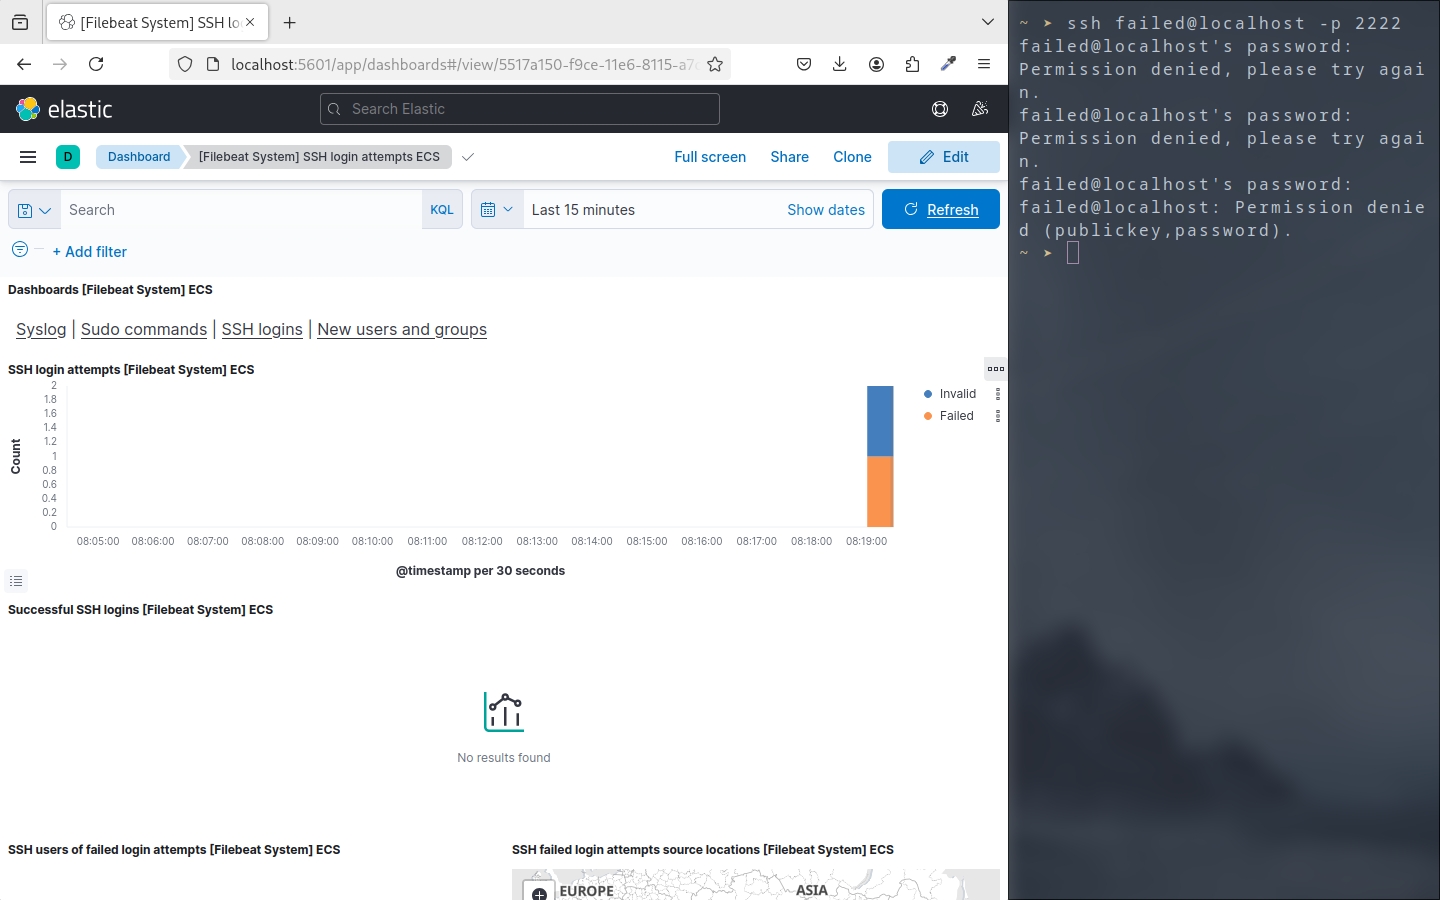 [Filebeat System] SSH lo
localhost:5601/app/dashboards#/view/5517a150-f9ce-11e6-8115-a7c
elastic
Search Elastic
D
Dashboard
[Filebeat System] SSH login attempts ECS
Full screen
Share
Clone
Edit
Search
KQL
Last 15 minutes
Show dates
Refresh
+ Add filter
Dashboards [Filebeat System] ECS
Syslog | Sudo commands | SSH logins | New users and groups
SSH login attempts [Filebeat System] ECS
2
1.8
1.6
1.4
1.2
1
0.8
0.6
0.4
0.2
0
Count
Invalid
Failed
08:05:00 08:06:00 08:07:00 08:08:00 08:09:00 08:10:00 08:11:00 08:12:00 08:13:00 08:14:00 08:15:00 08:16:00 08:17:00 08:18:00 08:19:00
@timestamp per 30 seconds
Successful SSH logins [Filebeat System] ECS
No results found
SSH users of failed login attempts [Filebeat System] ECS
SSH failed login attempts source locations [Filebeat System] ECS
EUROPE
ASIA
~ ➤ ssh failed@localhost -p 2222
failed@localhost's password:
Permission denied, please try agai
n.
failed@localhost's password:
Permission denied, please try agai
n.
failed@localhost's password:
failed@localhost: Permission denie
d (publickey,password).
~ ➤